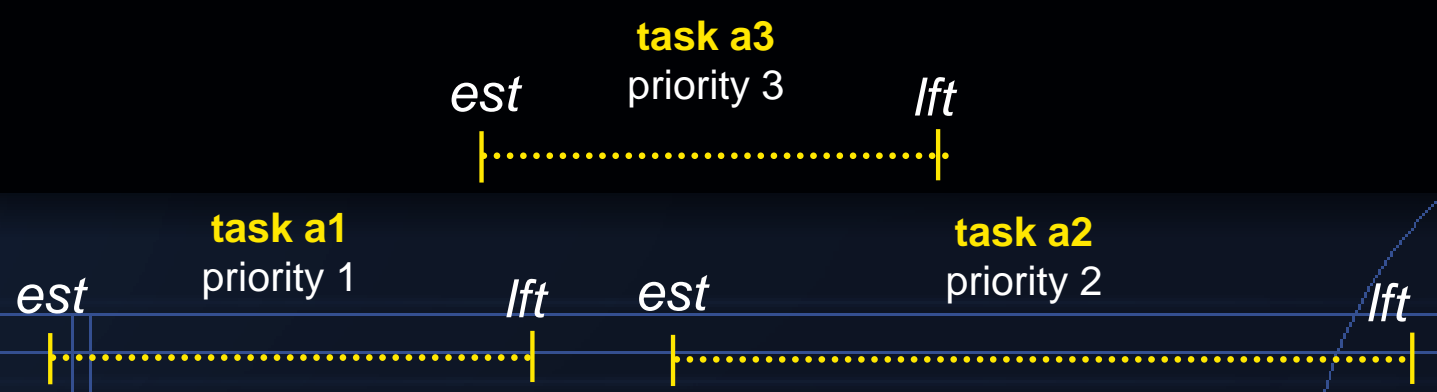 task a3
priority 3
est
lft
task a1
priority 1
est
lft
task a2
priority 2
est
lft